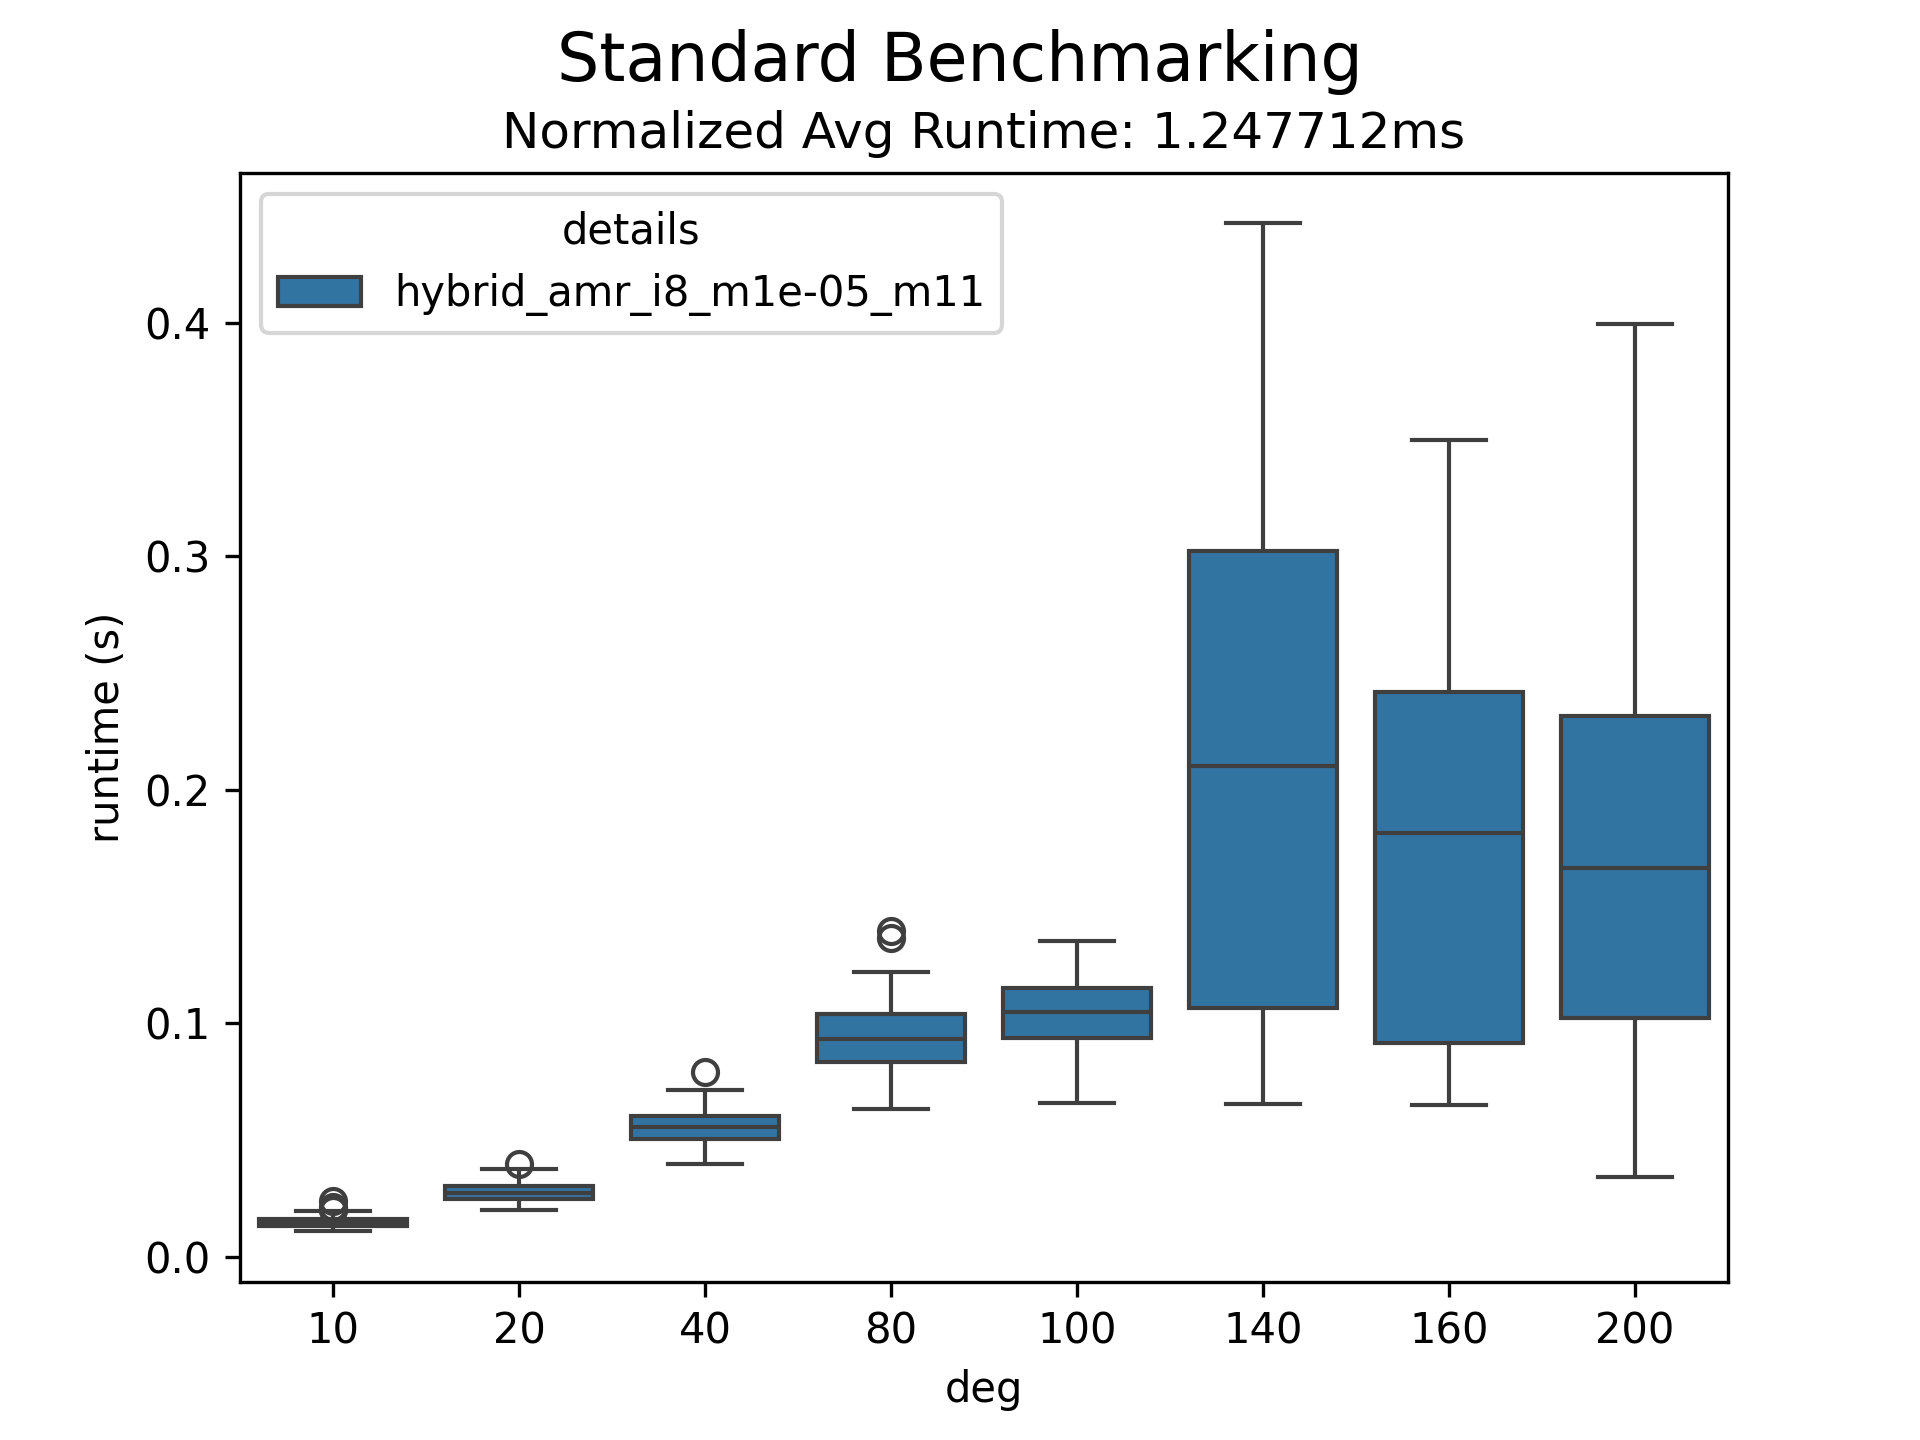 Standard Benchmarking
Normalized Avg Runtime: 1.247712ms
details
hybrid_amr_i8_m1e-05_m11
0.4
0.3
0.2
0.1
0.0
runtime (s)
10 20 40 80 100 140 160 200
deg